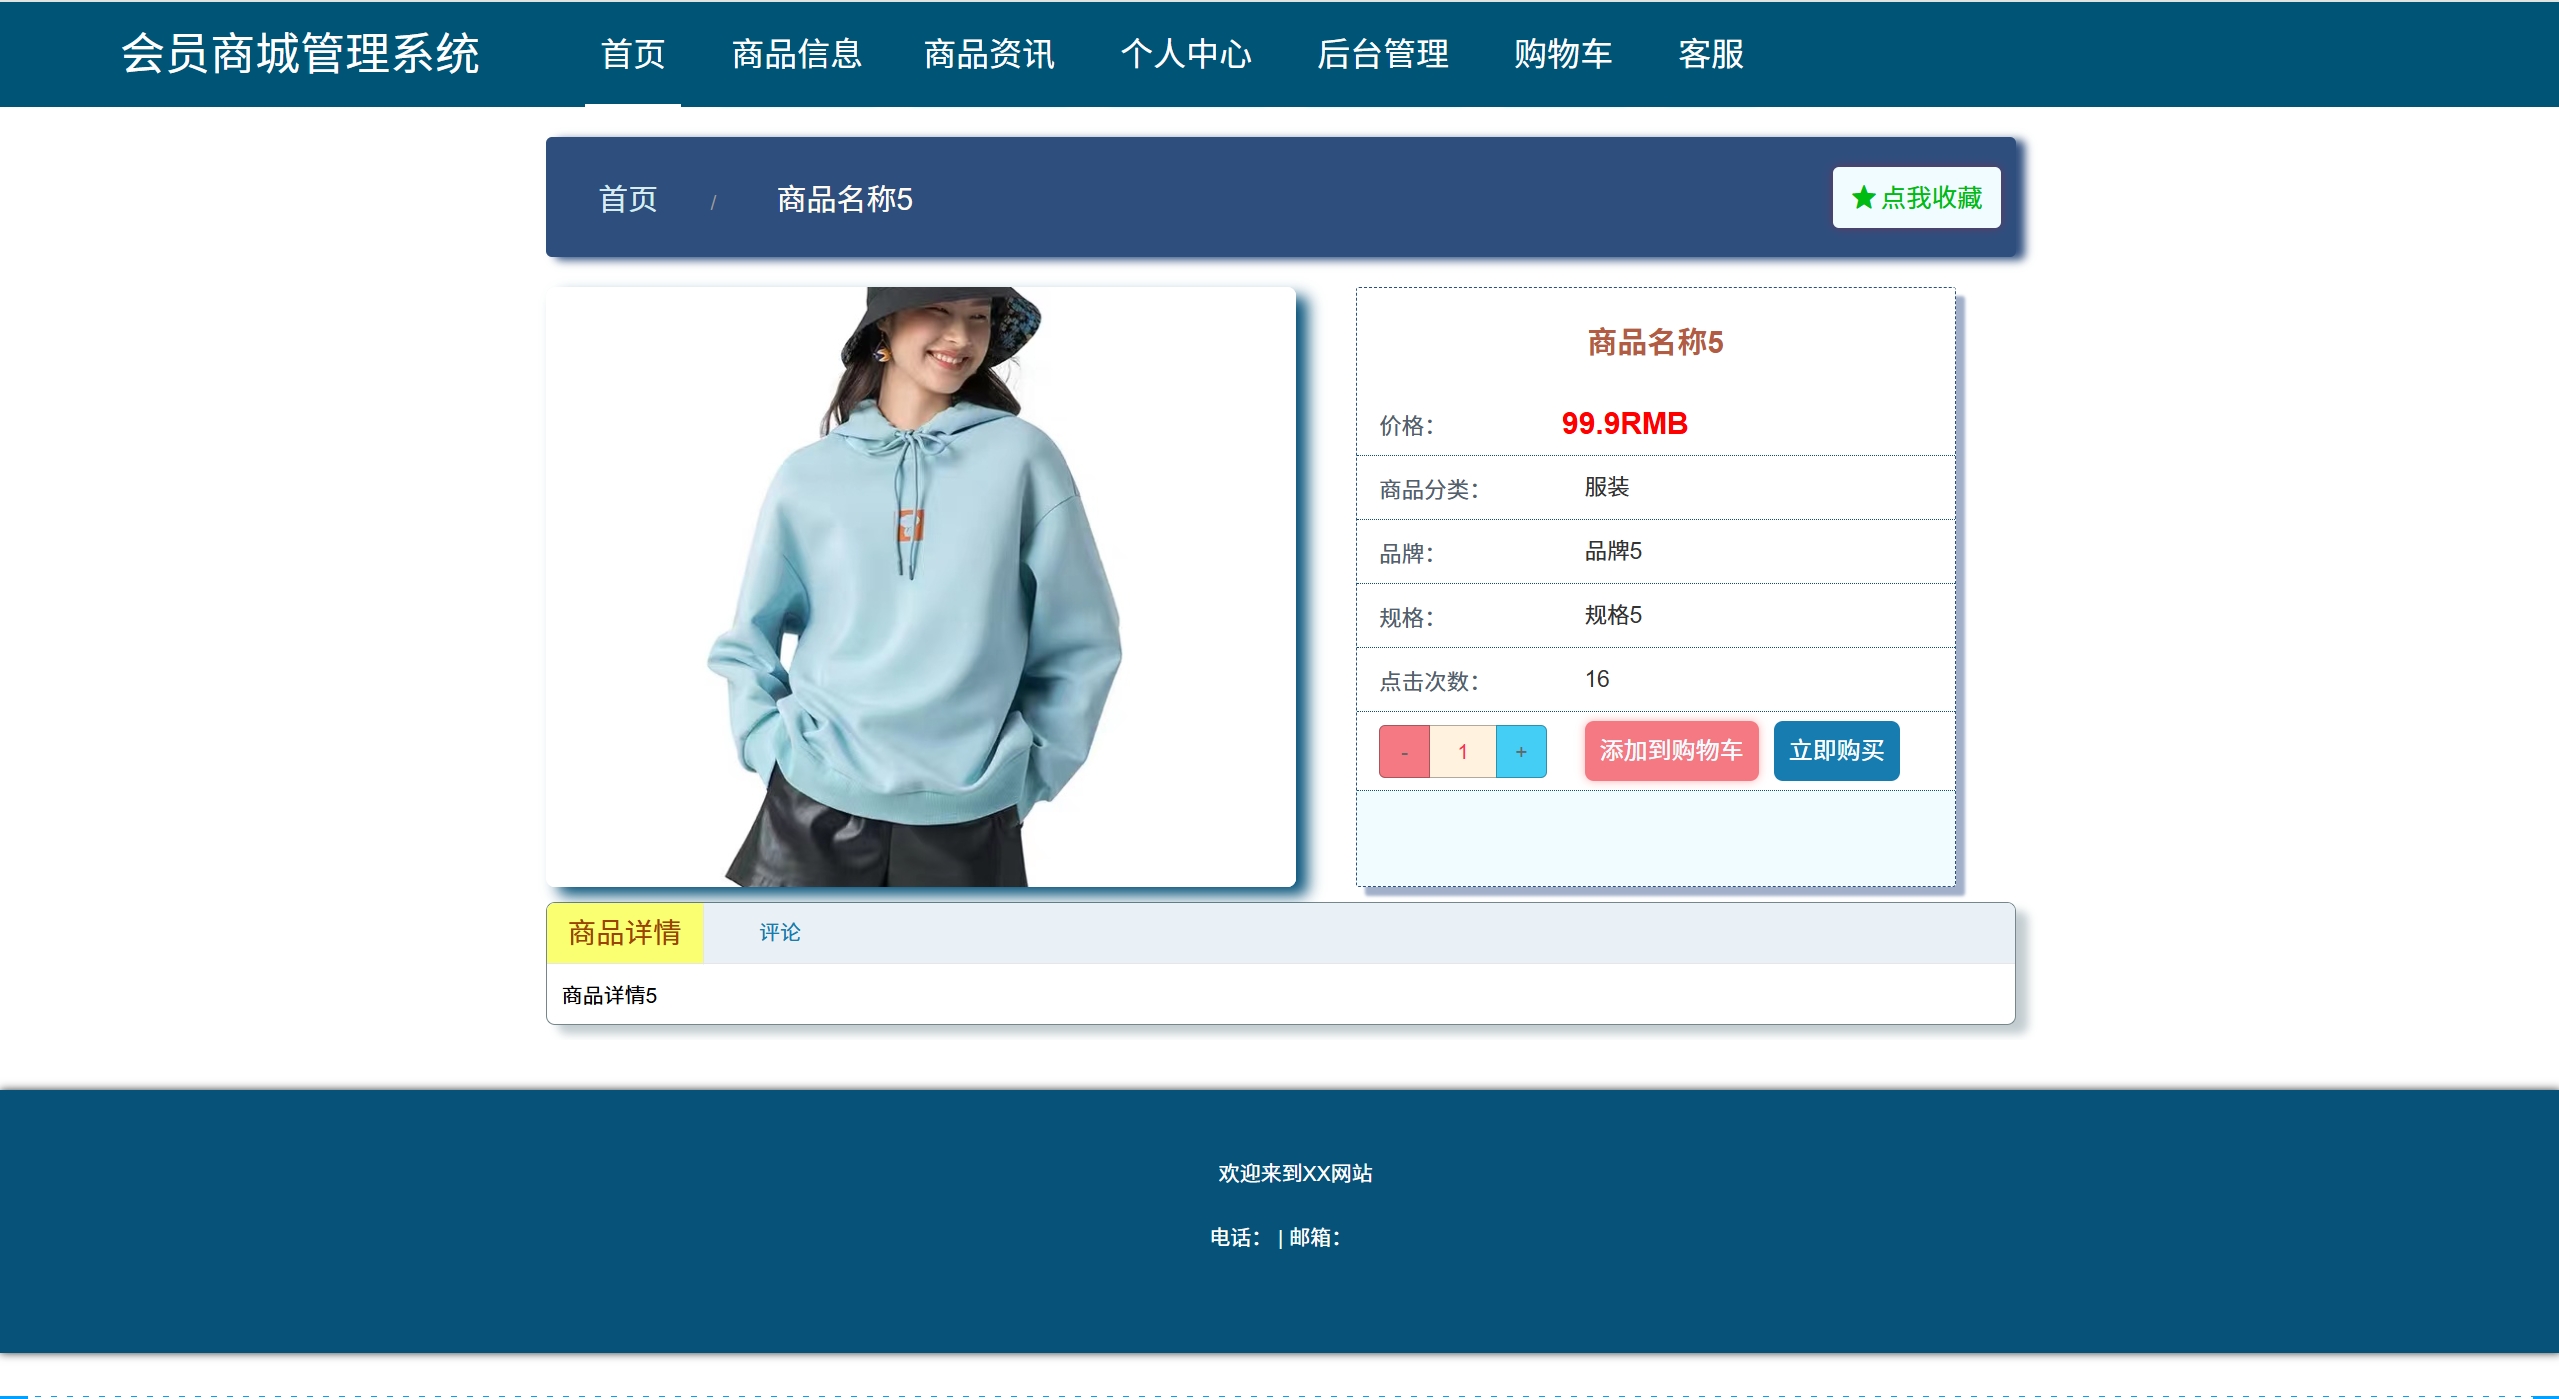 会员商城管理系统 首页 商品信息 商品资讯 个人中心 后台管理 购物车 客服
首页 / 商品名称5 点我收藏
商品名称5
价格： 99.9RMB
商品分类： 服装
品牌： 品牌5
规格： 规格5
点击次数： 16
- 1 + 添加到购物车 立即购买
商品详情 评论
商品详情5
欢迎来到XX网站
电话： | 邮箱：